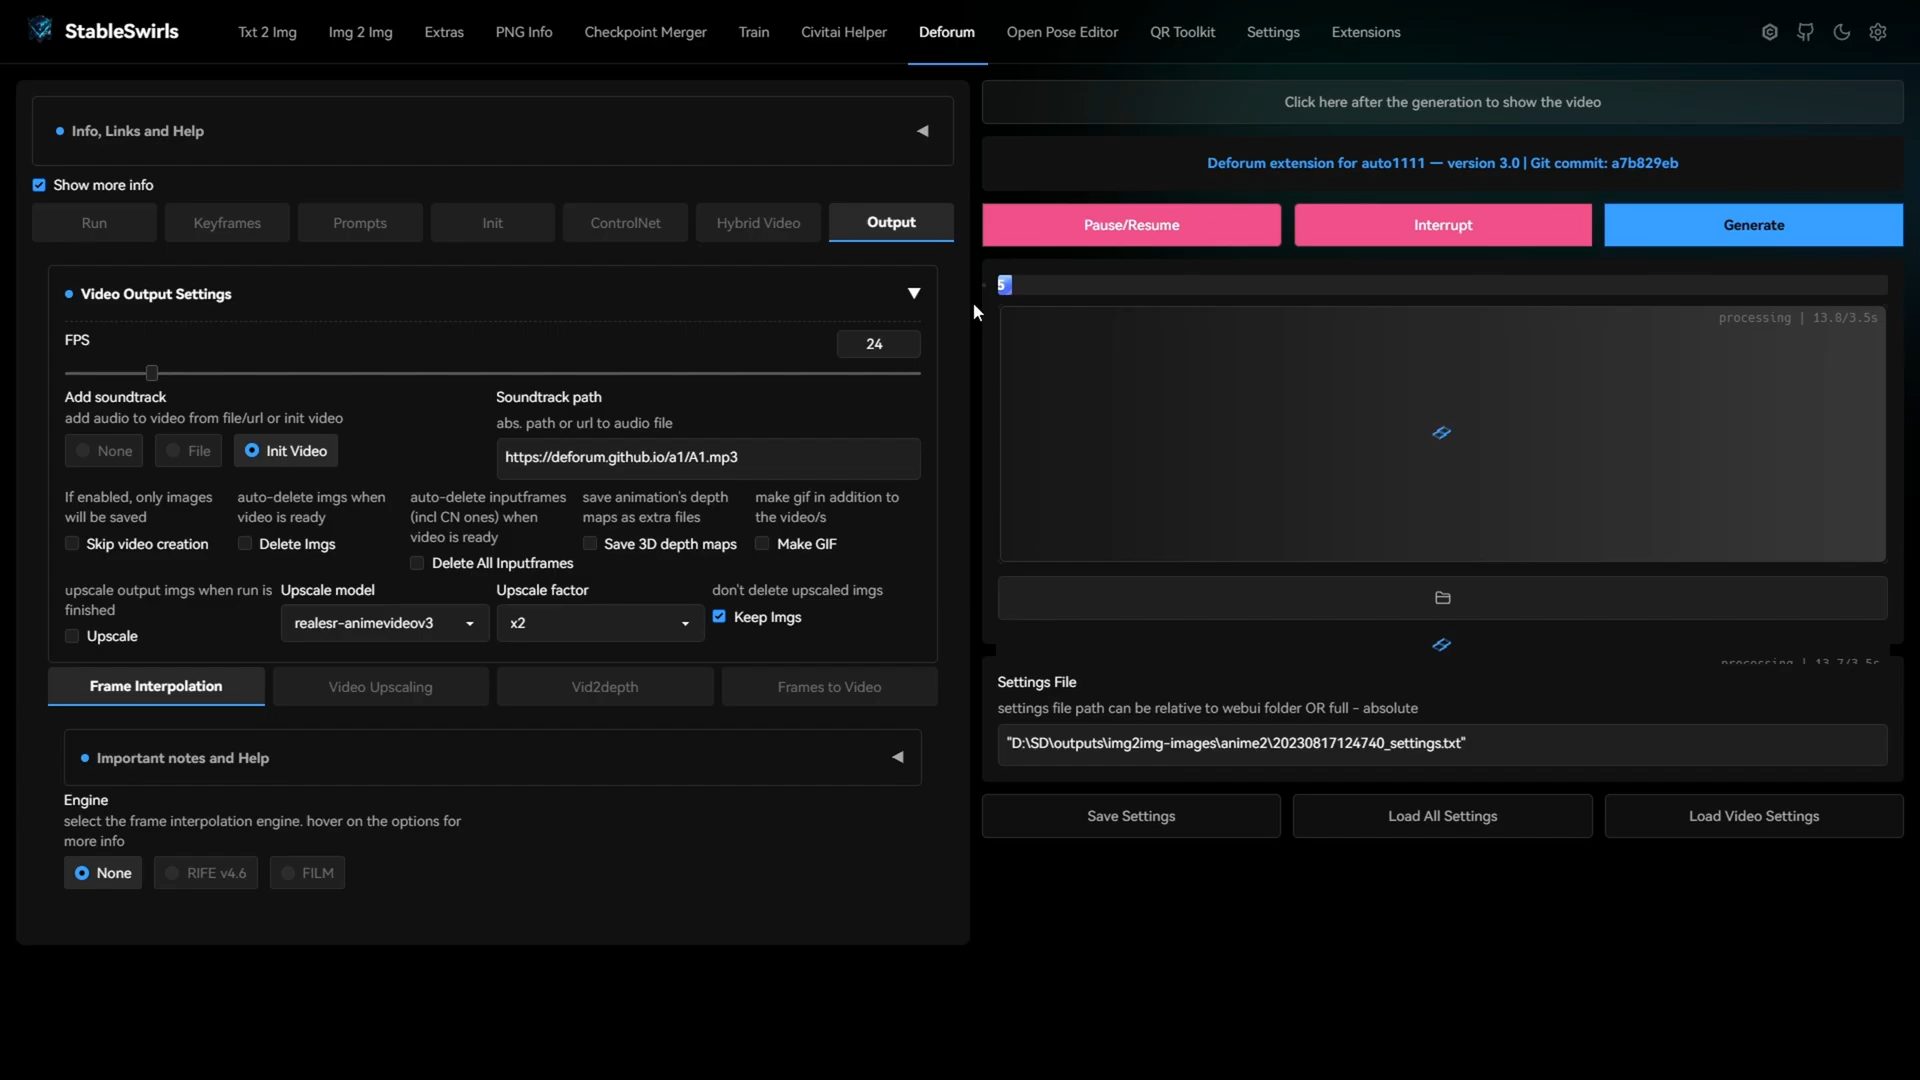 StableSwirls
Txt 2 Img
Img 2 Img
Extras
PNG Info
Checkpoint Merger
Train
Civitai Helper
Deforum
Open Pose Editor
QR Toolkit
Settings
Extensions
Info, Links and Help
Show more info
Run
Keyframes
Prompts
Init
ControlNet
Hybrid Video
Output
Video Output Settings
FPS
24
Add soundtrack
add audio to video from file/url or init video
None
File
Init Video
Soundtrack path
abs. path or url to audio file
https://deforum.github.io/a1/A1.mp3
If enabled, only images
will be saved
Skip video creation
auto-delete imgs when
video is ready
Delete Imgs
auto-delete inputframes
(incl CN ones) when
video is ready
Delete All Inputframes
save animation's depth
maps as extra files
Save 3D depth maps
make gif in addition to
the video/s
Make GIF
upscale output imgs when run is
finished
Upscale
Upscale model
realesr-animevideov3
Upscale factor
x2
don't delete upscaled imgs
Keep Imgs
Frame Interpolation
Video Upscaling
Vid2depth
Frames to Video
Important notes and Help
Engine
select the frame interpolation engine. hover on the options for
more info
None
RIFE v4.6
FILM
Click here after the generation to show the video
Deforum extension for auto1111 — version 3.0 | Git commit: a7b829eb
Pause/Resume
Interrupt
Generate
5
processing | 13.8/3.5s
processing | 13.7/3.5s
Settings File
settings file path can be relative to webui folder OR full - absolute
"D:\SD\outputs\img2img-images\anime2\20230817124740_settings.txt"
Save Settings
Load All Settings
Load Video Settings